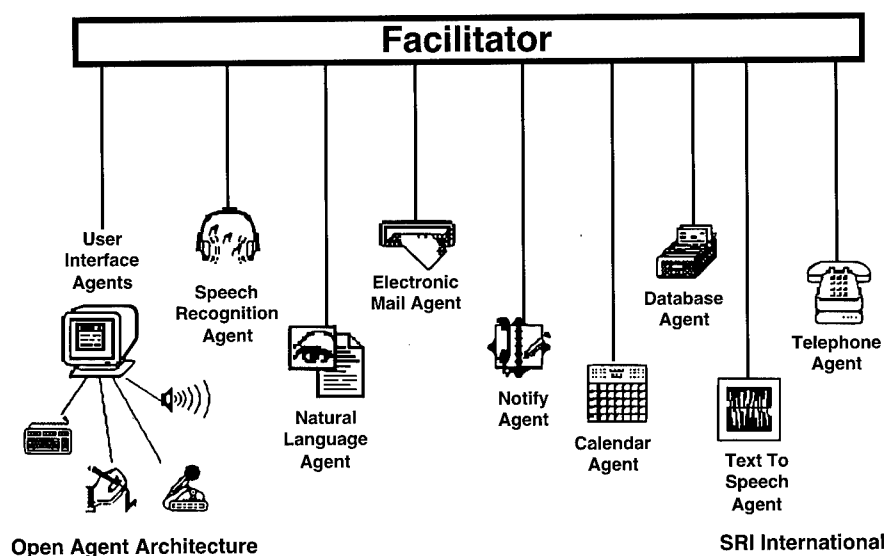 Facilitator
User
Interface
Agents
Speech
Recognition
Agent
Natural
Language
Agent
Electronic
Mail Agent
Notify
Agent
Calendar
Agent
Database
Agent
Text To
Speech
Agent
Telephone
Agent
Open Agent Architecture
SRI International